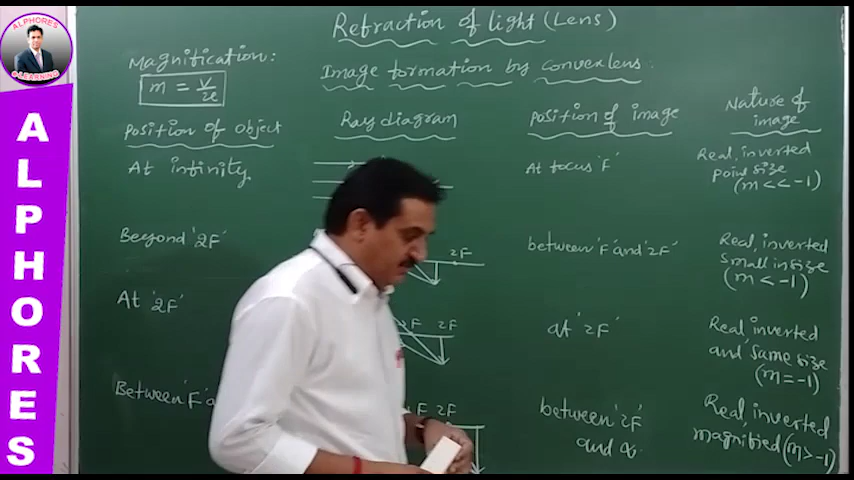 ALPHORES
e-LEARNING
ALPHORES
Refraction of light (Lens)
Magnification:
m = v/u
Image formation by convex lens.
Position of object
Ray diagram
Position of image
Nature of
image
At infinity
At focus 'F'
Real, inverted
Point size
(m << -1)
Beyond '2F'
2F
between 'F' and '2F'
Real, inverted
Small in size
(m < -1)
At '2F'
F 2F
at '2F'
Real, inverted
and same size
(m = -1)
Between 'F'
F 2F
between '2F'
and ∝
Real, inverted
magnified (m > -1)